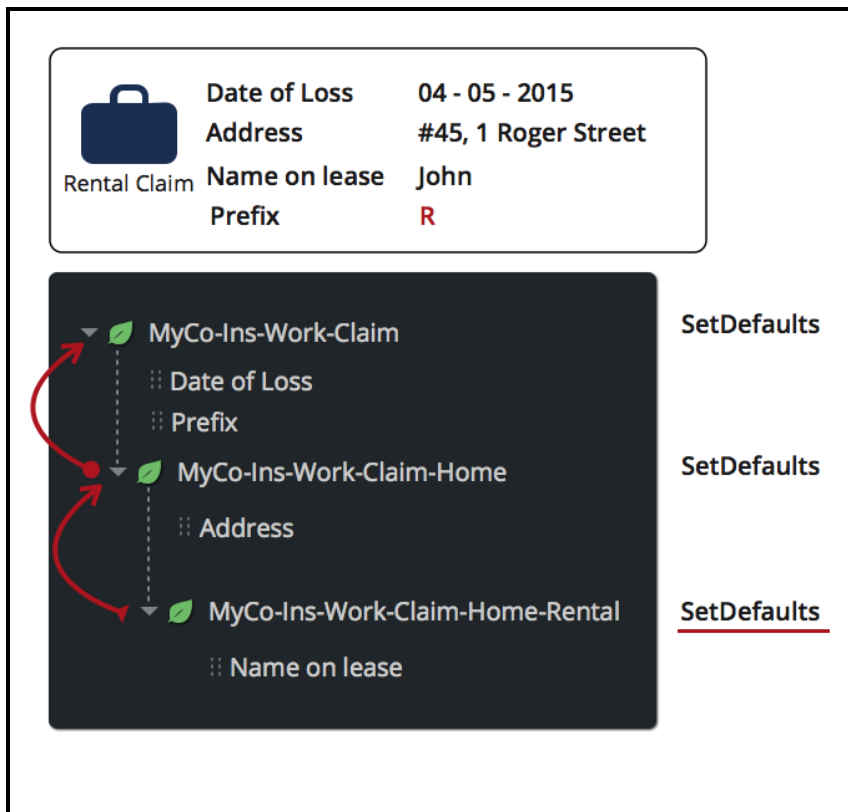 Date of Loss 04 - 05 - 2015
Address #45, 1 Roger Street
Rental Claim Name on lease John
Prefix R
MyCo-Ins-Work-Claim SetDefaults
Date of Loss
Prefix
MyCo-Ins-Work-Claim-Home SetDefaults
Address
MyCo-Ins-Work-Claim-Home-Rental SetDefaults
Name on lease